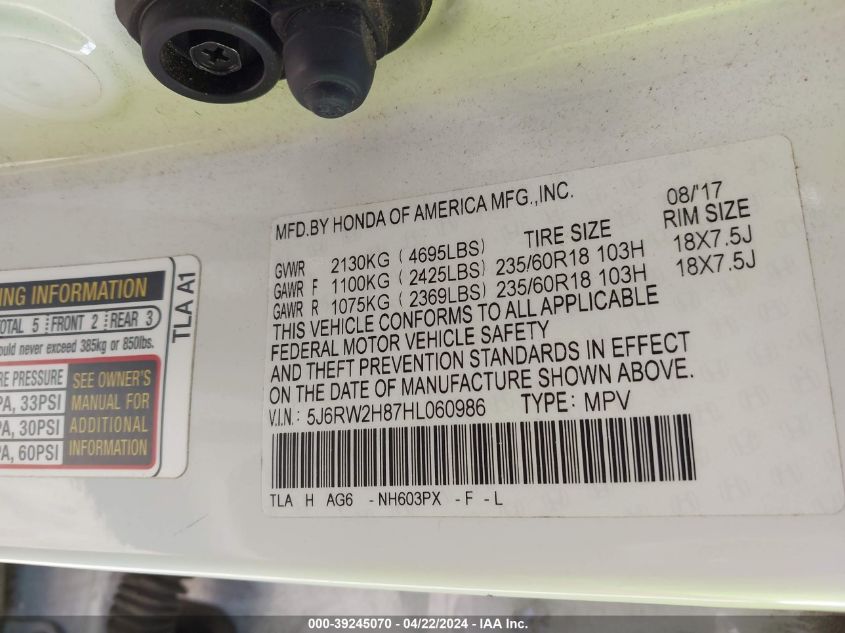 MFD.BY HONDA OF AMERICA MFG.,INC. 08/'17
TIRE SIZE RIM SIZE
GVWR 2130KG ( 4695LBS)
GAWR F 1100KG ( 2425LBS) 235/60R18 103H 18X7.5J
GAWR R 1075KG ( 2369LBS) 235/60R18 103H 18X7.5J
THIS VEHICLE CONFORMS TO ALL APPLICABLE
FEDERAL MOTOR VEHICLE SAFETY
AND THEFT PREVENTION STANDARDS IN EFFECT
ON THE DATE OF MANUFACTURE SHOWN ABOVE.
V.I.N: 5J6RW2H87HL060986 TYPE: MPV
TLA H AG6 -NH603PX -F -L
INFORMATION
5 FRONT 2 REAR 3
never exceed 385kg or 850lbs.
PRESSURE SEE OWNER'S
33PSI MANUAL FOR
30PSI ADDITIONAL
60PSI INFORMATION
TLA A1
000-39245070 - 04/22/2024 - IAA Inc.